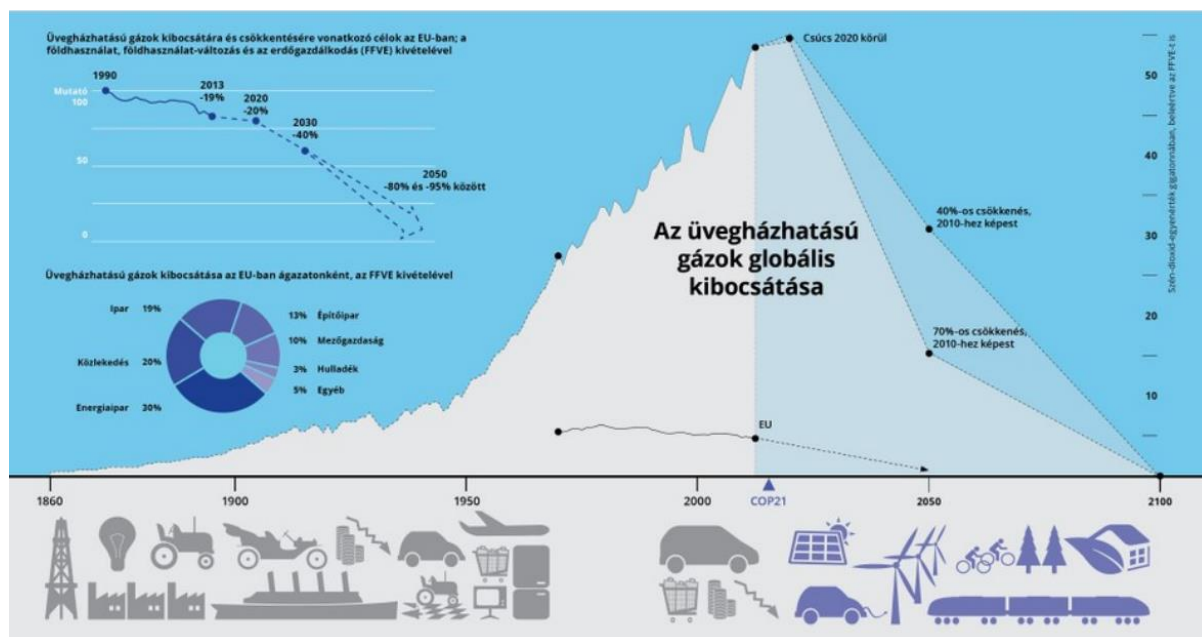 Üvegházhatású gázok kibocsátára és csökkentésére vonatkozó célok az EU-ban; a
földhasználat, földhasználat-változás és az erdőgazdálkodás (FFVE) kivételével
1990
Mutató
100
2013
-19%
2020
-20%
2030
-40%
50
2050
-80% és -95% között
0
Üvegházhatású gázok kibocsátása az EU-ban ágazatonként, az FFVE kivételével
Ipar 19%
13% Építőipar
10% Mezőgazdaság
Közlekedés 20%
3% Hulladék
5% Egyéb
Energiaipar 30%
Az üvegházhatású
gázok globális
kibocsátása
Csúcs 2020 körül
40%-os csökkenés,
2010-hez képest
70%-os csökkenés,
2010-hez képest
EU
50
40
30
20
10
Szén-dioxid-egyenérték gigatonnában, beleértve az FFVE-t is
1860
1900
1950
2000
COP21
2050
2100